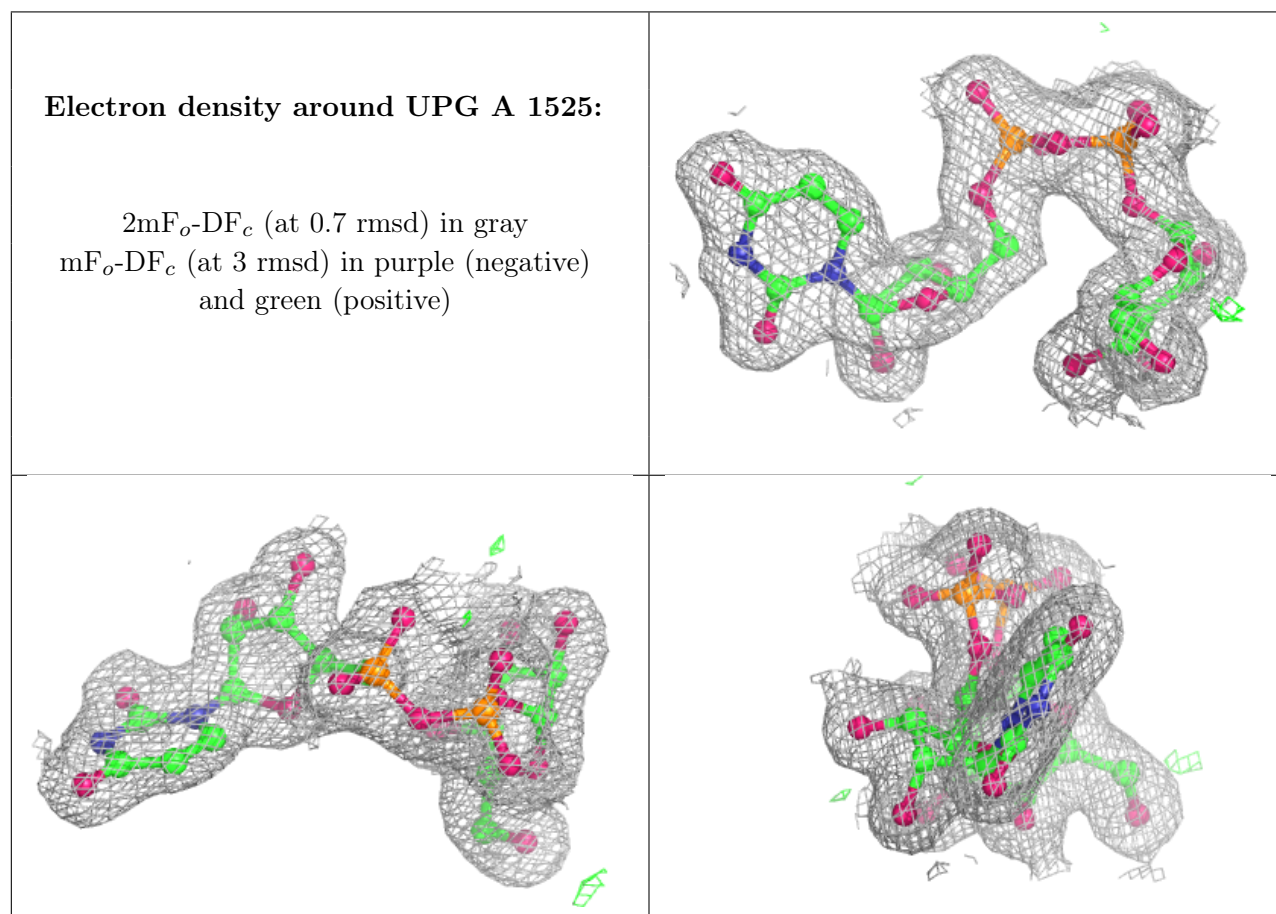 Electron density around UPG A 1525:
2mFo-DFc (at 0.7 rmsd) in gray
mFo-DFc (at 3 rmsd) in purple (negative)
and green (positive)